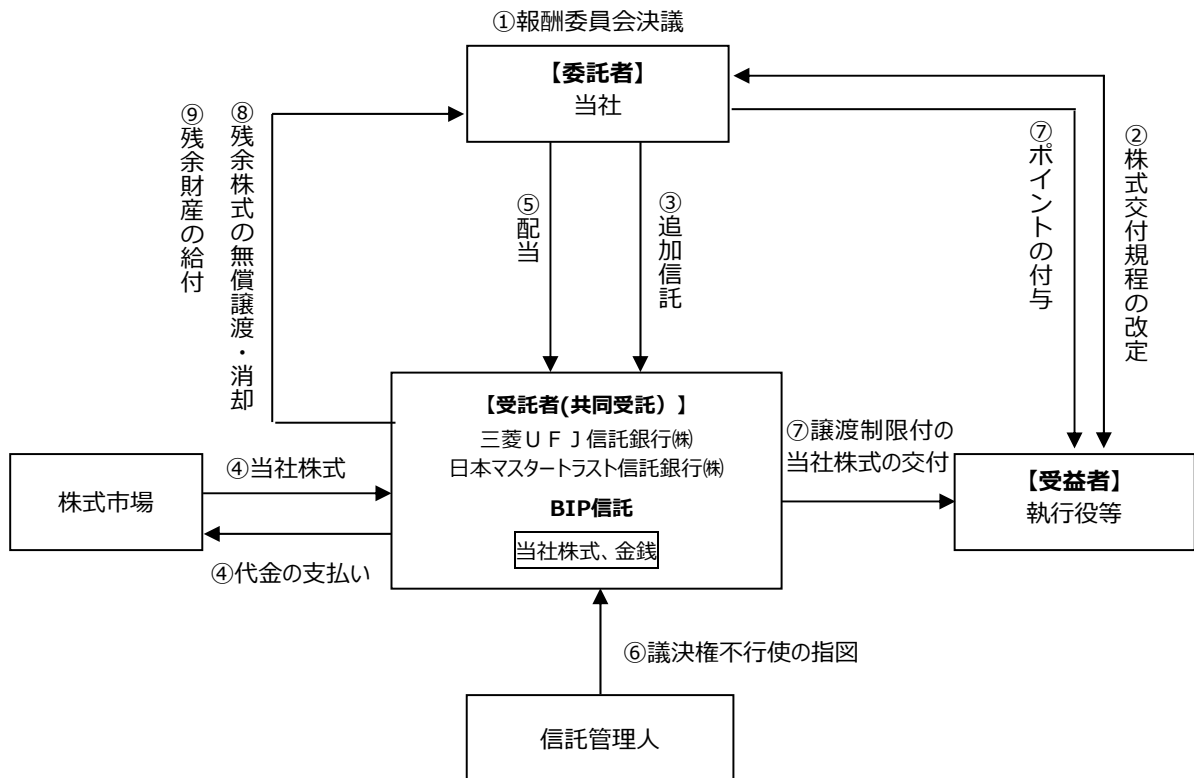 ①報酬委員会決議
【委託者】
当社
⑨残余財産の給付
⑧残余株式の無償譲渡・消却
⑤配当
③追加信託
⑦ポイントの付与
②株式交付規程の改定
【受託者(共同受託）】
三菱ＵＦＪ信託銀行㈱
日本マスタートラスト信託銀行㈱
BIP信託
当社株式、金銭
株式市場
④当社株式
④代金の支払い
⑦譲渡制限付の
当社株式の交付
【受益者】
執行役等
⑥議決権不行使の指図
信託管理人